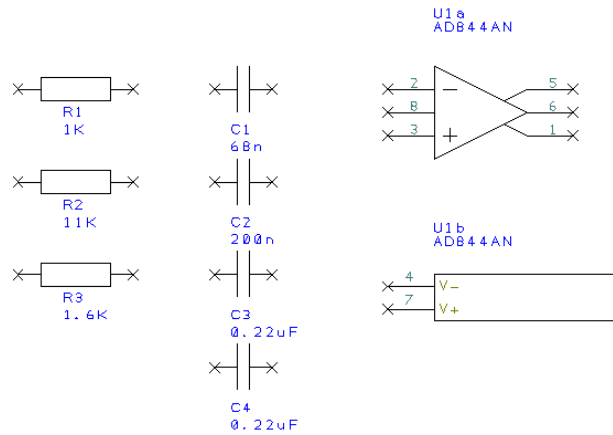 U1a
AD844AN
2
8
3
5
6
1
R1
1K
C1
68n
R2
11K
C2
200n
U1b
AD844AN
4
7
V-
V+
R3
1.6K
C3
0.22uF
C4
0.22uF